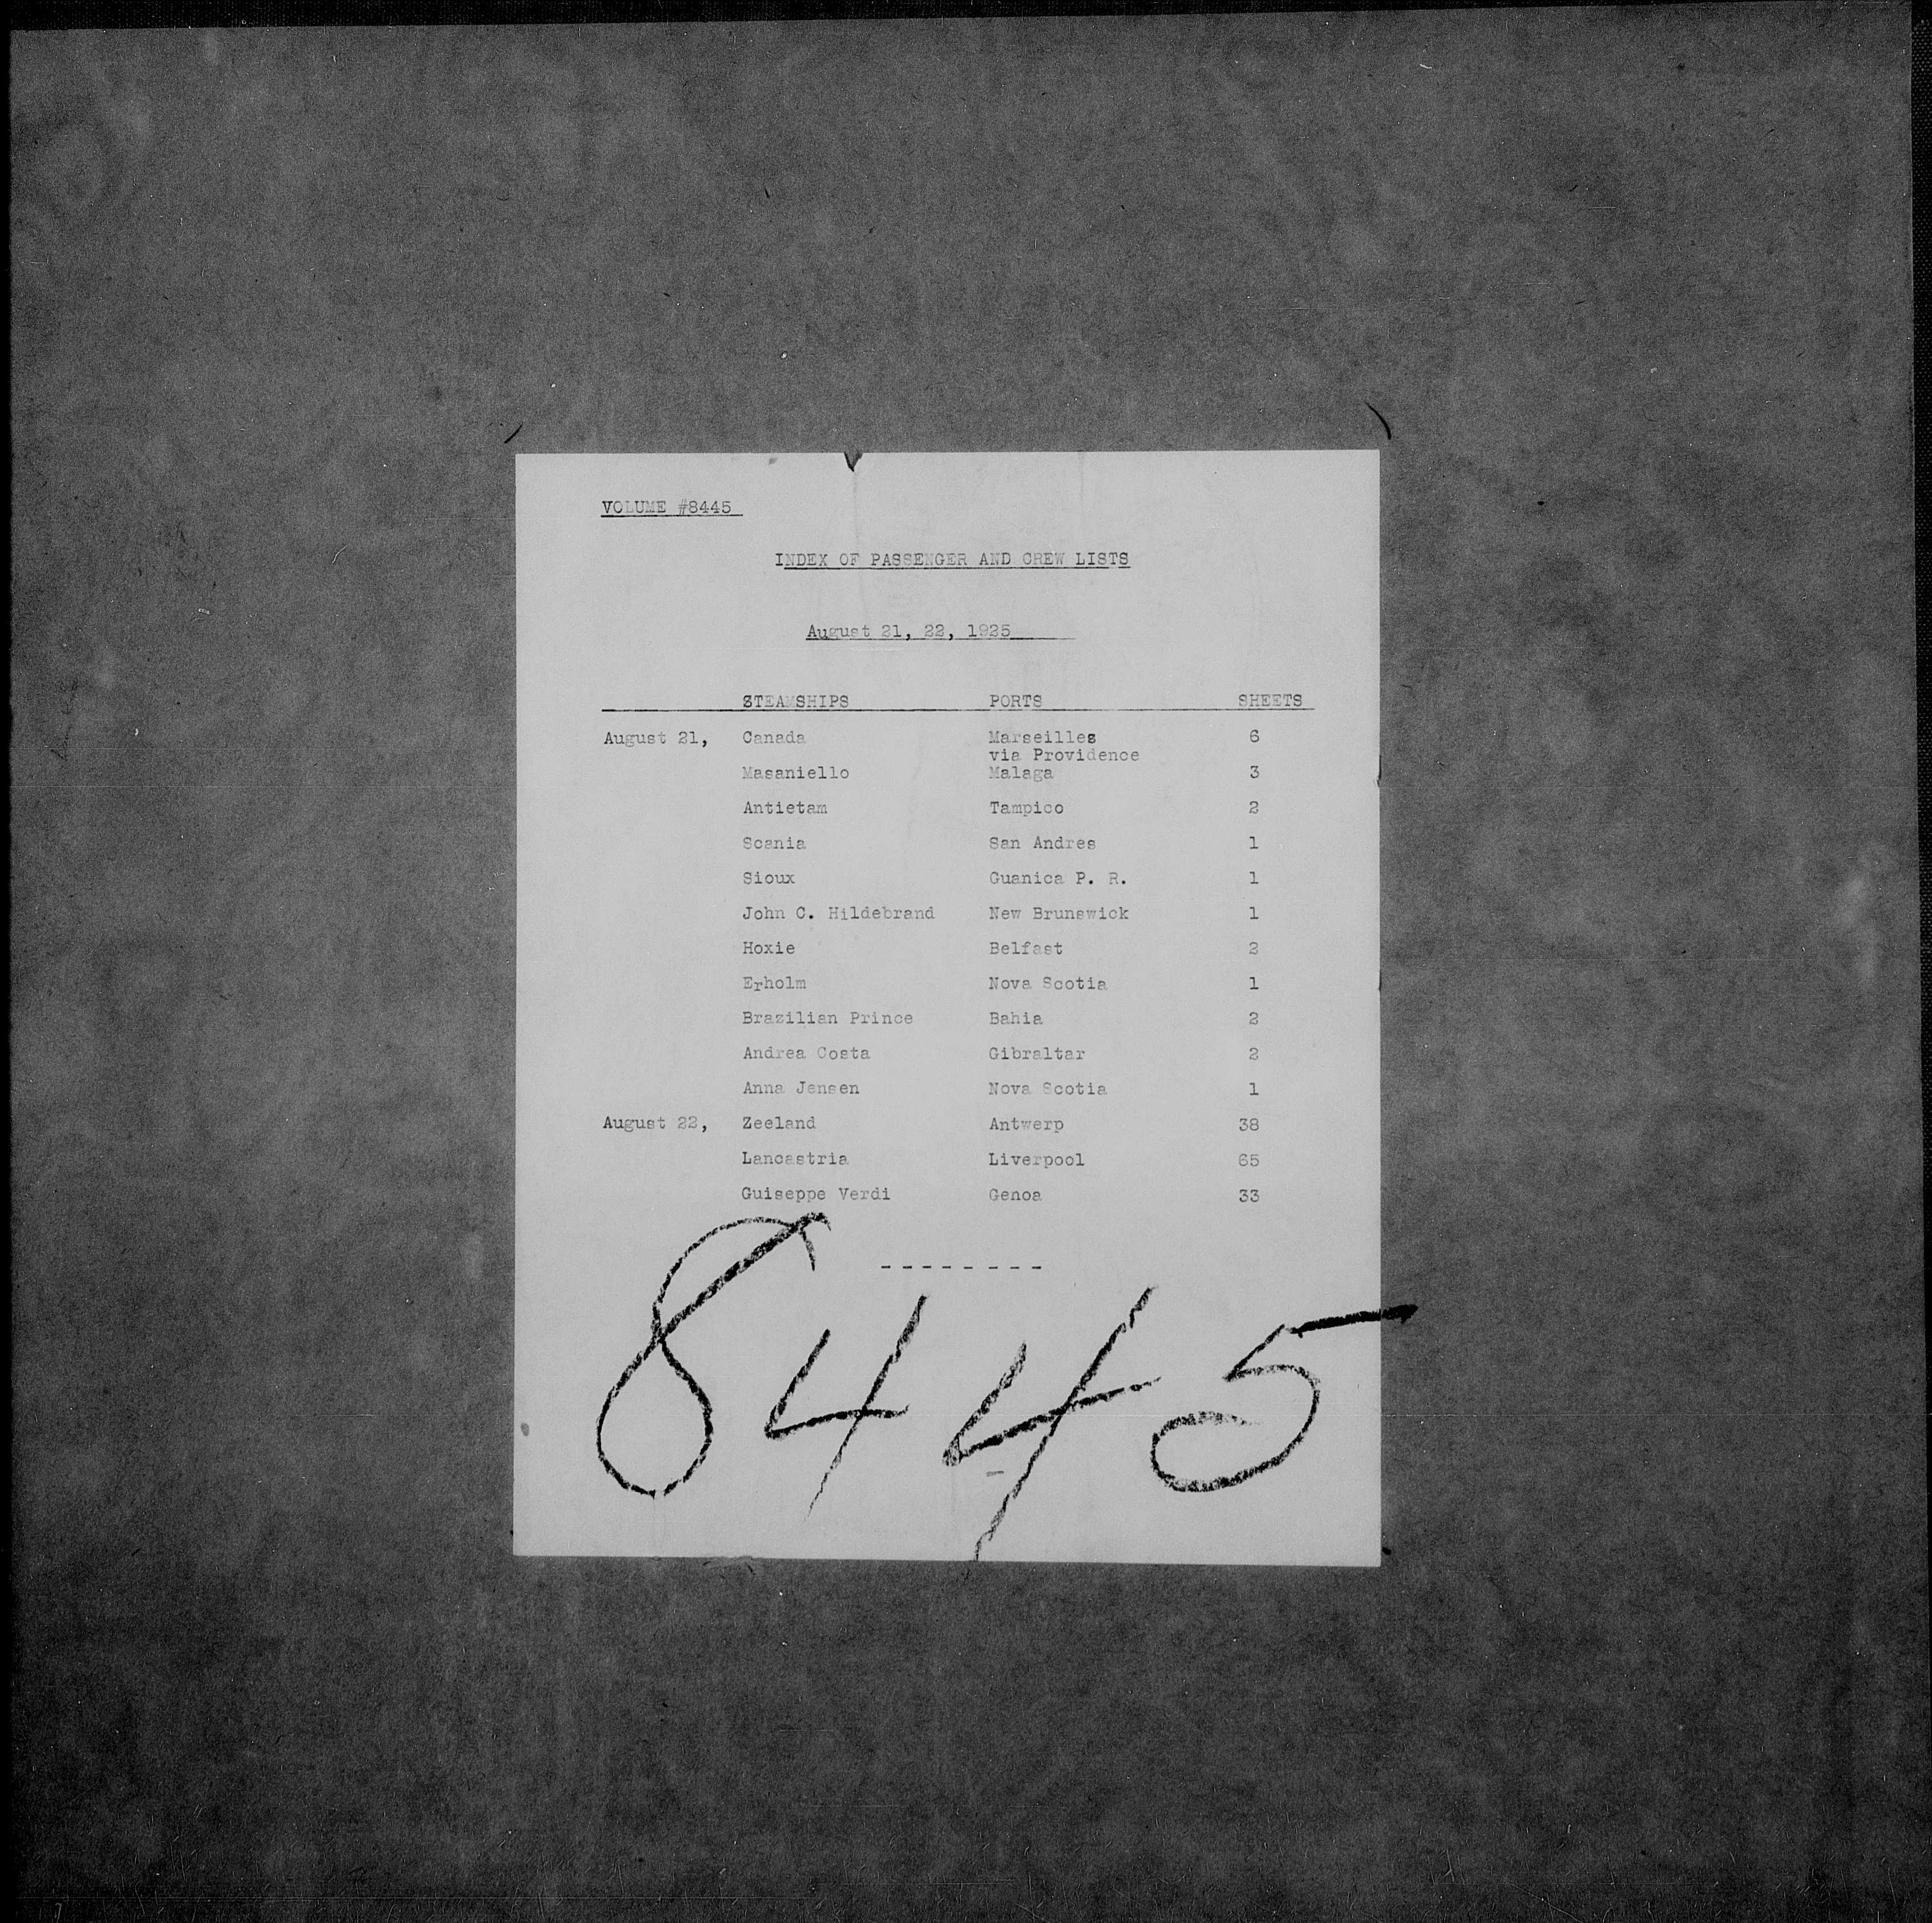 VOLUME #8445
INDEX OF PASSENGER AND CREW LISTS
August 21, 22, 1925
STEAMSHIPS PORTS SHEETS
August 21, Canada Marseilles 6
via Providence
Masaniello Malaga 3
Antietam Tampico 2
Scania San Andres 1
Sioux Guanica P. R. 1
John C. Hildebrand New Brunswick 1
Hoxie Belfast 2
Erholm Nova Scotia 1
Brazilian Prince Bahia 2
Andrea Costa Gibraltar 2
Anna Jensen Nova Scotia 1
August 22, Zeeland Antwerp 38
Lancastria Liverpool 65
Guiseppe Verdi Genoa 33
--------
8445